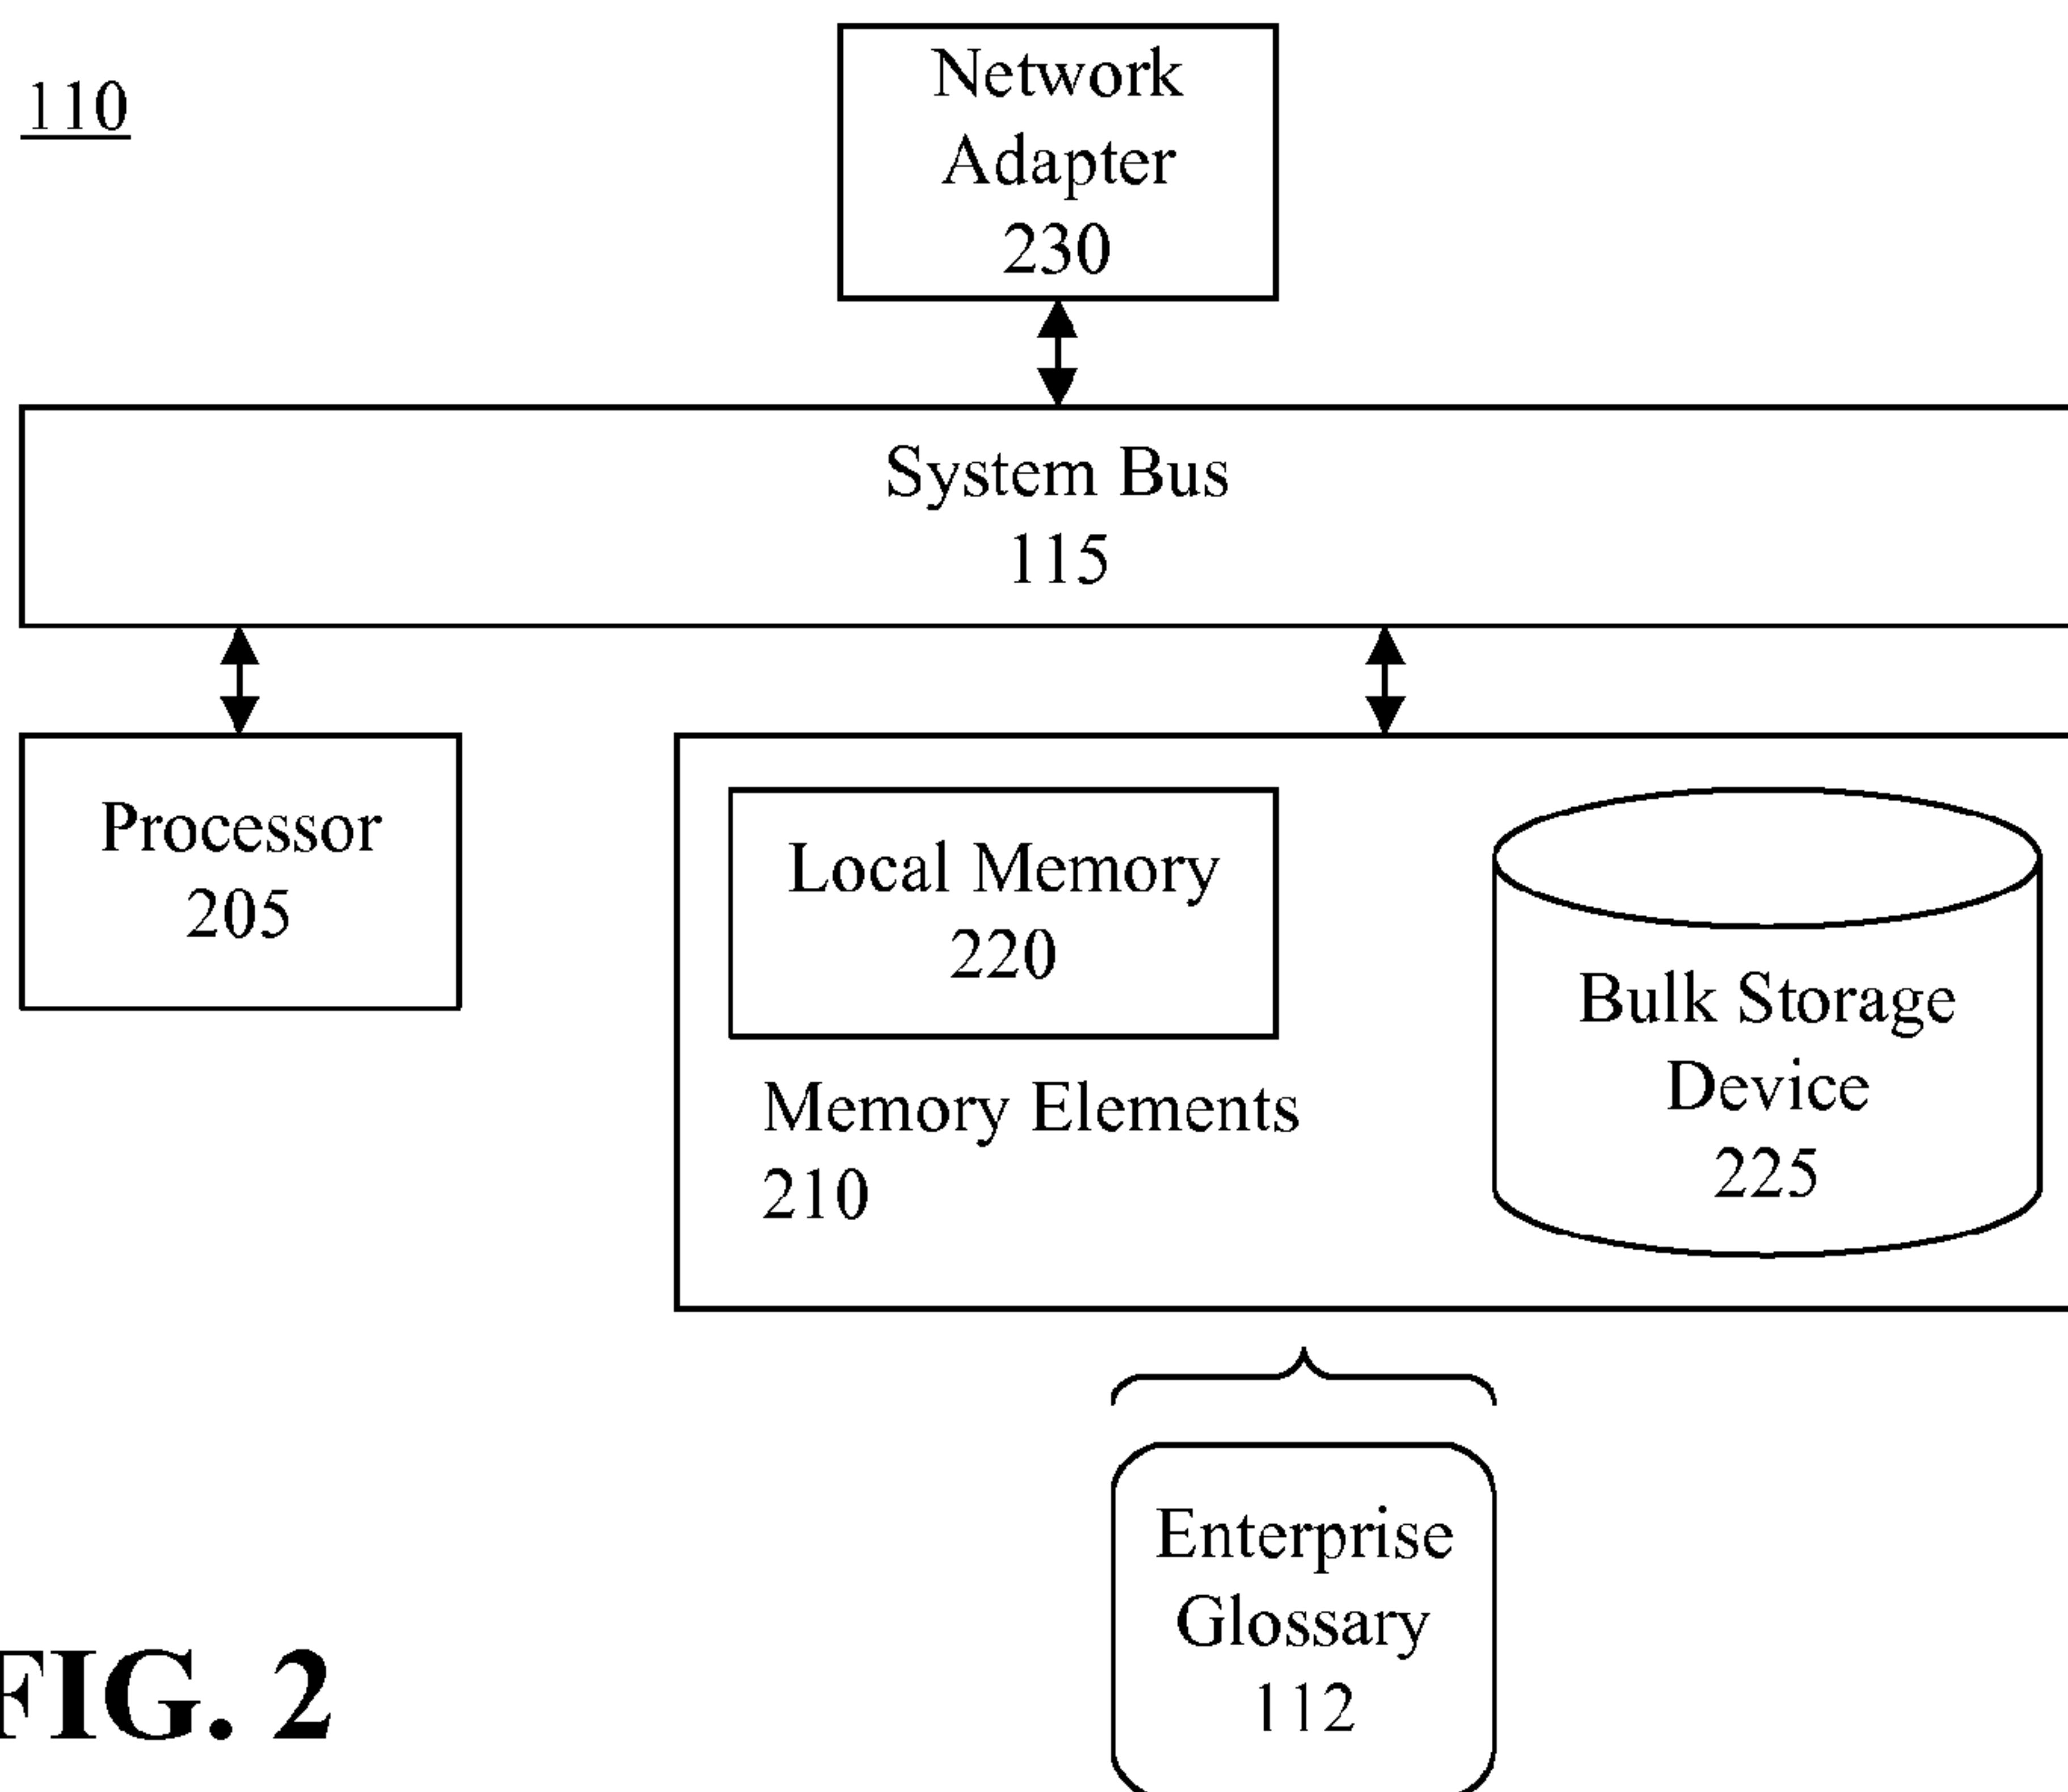 110
Network
Adapter
230
System Bus
115
Processor
205
Local Memory
220
Memory Elements
210
Bulk Storage
Device
225
Enterprise
Glossary
112
FIG. 2